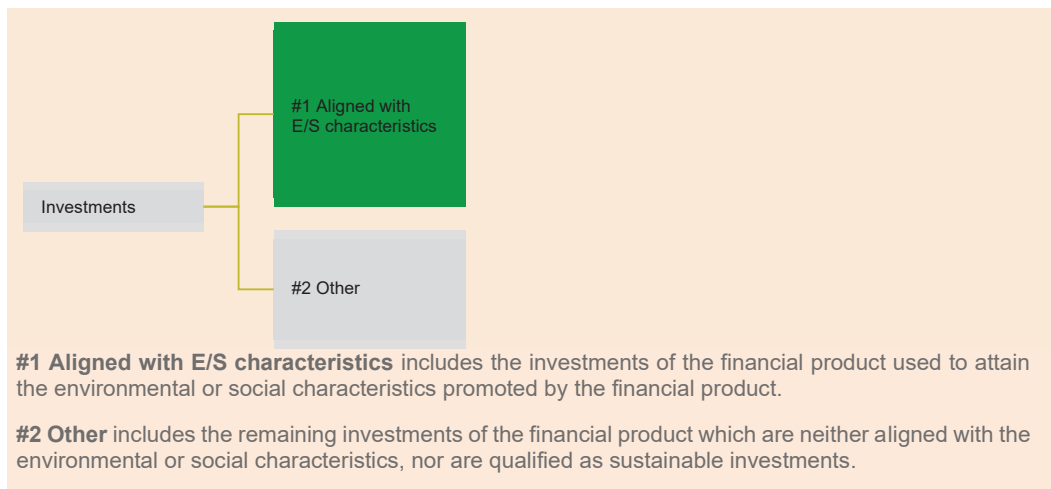 #1 Aligned with
E/S characteristics
Investments
#2 Other
#1 Aligned with E/S characteristics includes the investments of the financial product used to attain
the environmental or social characteristics promoted by the financial product.
#2 Other includes the remaining investments of the financial product which are neither aligned with the
environmental or social characteristics, nor are qualified as sustainable investments.